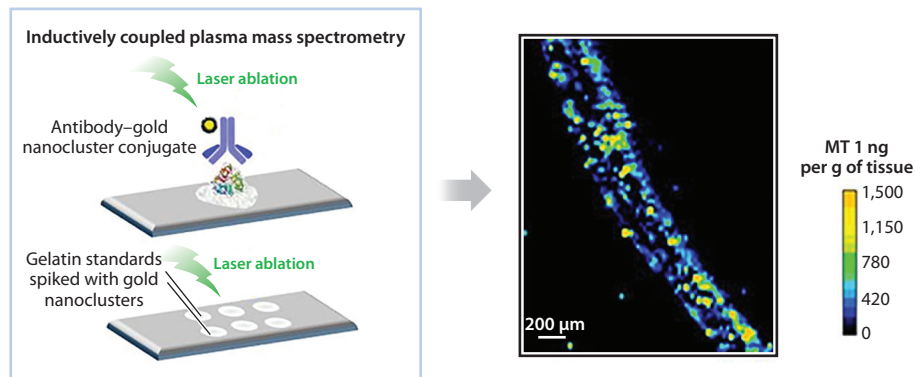 Inductively coupled plasma mass spectrometry
Laser ablation
Antibody–gold
nanocluster conjugate
Gelatin standards
spiked with gold
nanoclusters
Laser ablation
200 µm
MT 1 ng
per g of tissue
1,500
1,150
780
420
0